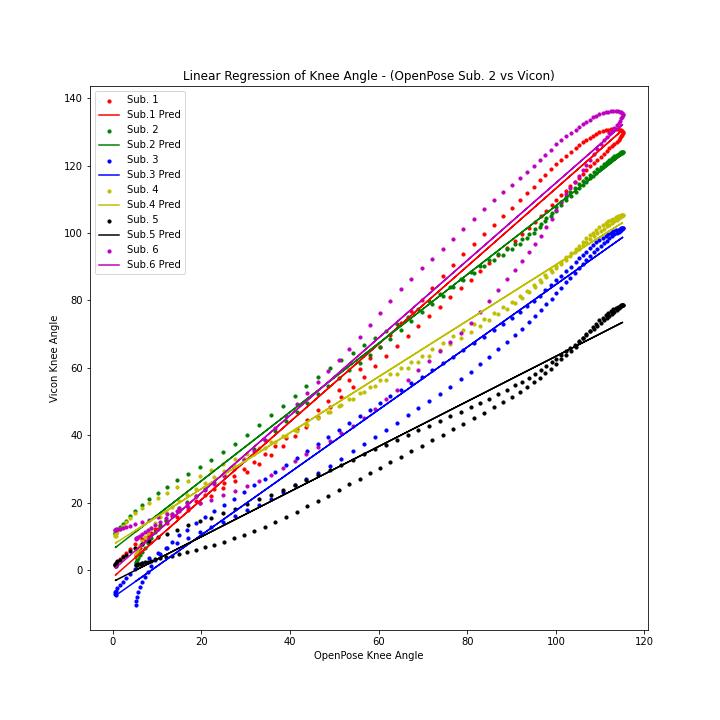 Linear Regression of Knee Angle - (OpenPose Sub. 2 vs Vicon)
Sub. 1
Sub.1 Pred
Sub. 2
Sub.2 Pred
Sub. 3
Sub.3 Pred
Sub. 4
Sub.4 Pred
Sub. 5
Sub.5 Pred
Sub. 6
Sub.6 Pred
140
120
100
80
60
40
20
0
Vicon Knee Angle
0 20 40 60 80 100 120
OpenPose Knee Angle